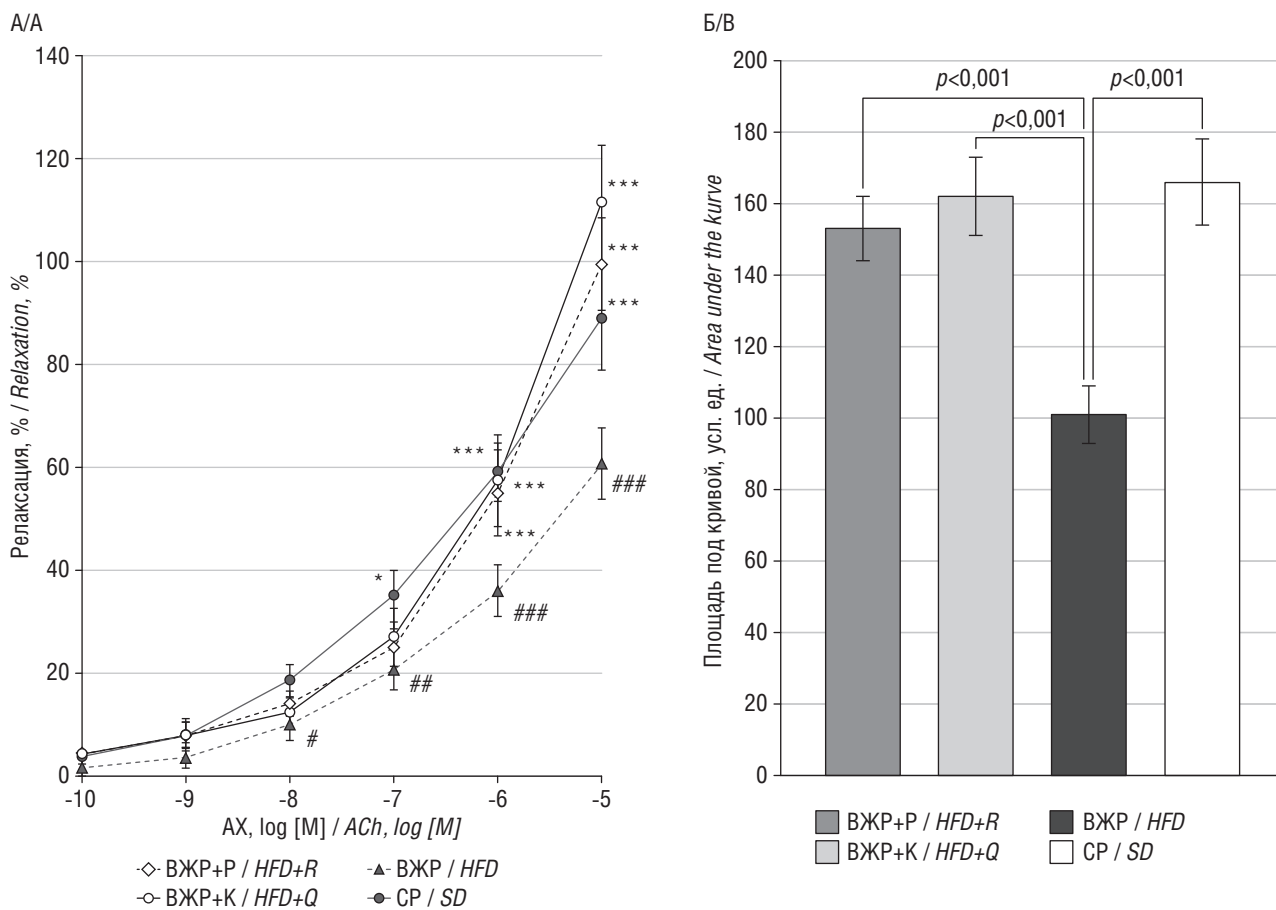 А/A
Релаксация, % / Relaxation, %
140
120
100
80
60
40
20
0
***
***
***
***
***
***
*
###
###
##
#
-10 -9 -8 -7 -6 -5
АХ, log [M] / ACh, log [M]
ВЖР+Р / HFD+R
ВЖР / HFD
ВЖР+К / HFD+Q
СР / SD
Б/B
Площадь под кривой, усл. ед. / Area under the kurve
200
180
160
140
120
100
80
60
40
20
0
p<0,001
p<0,001
p<0,001
ВЖР+Р / HFD+R
ВЖР / HFD
ВЖР+К / HFD+Q
СР / SD